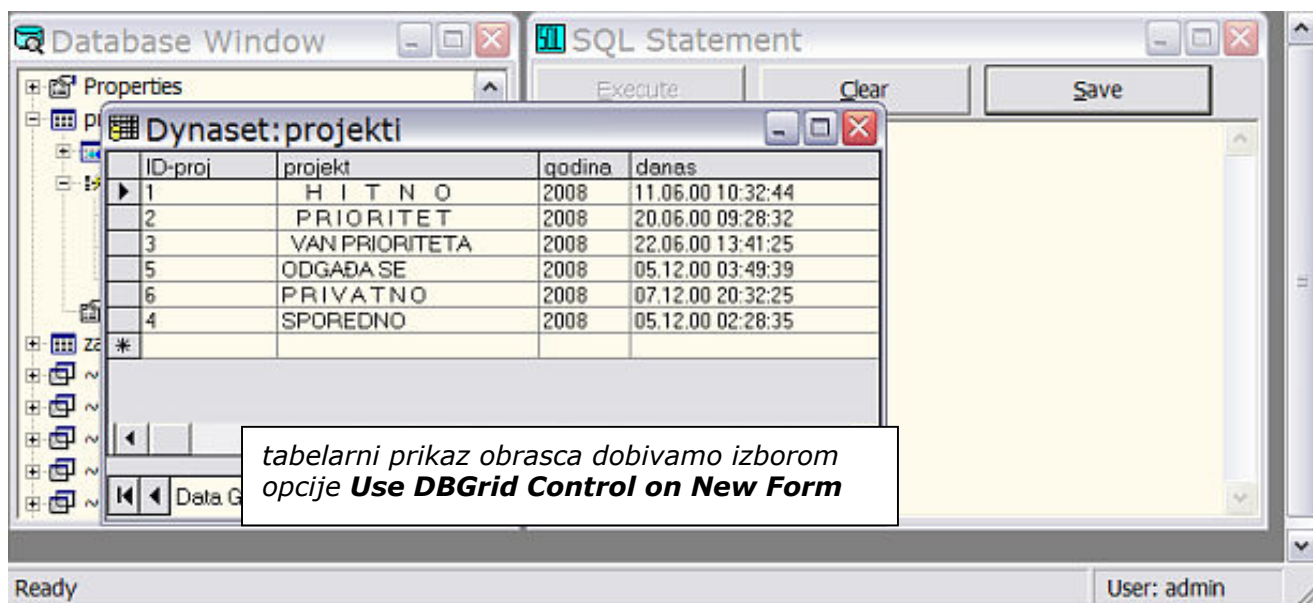 Database Window
SQL Statement
Properties
Execute Clear Save
Dynaset:projekti
ID-proj projekt godina danas
1 H I T N O 2008 11.06.00 10:32:44
2 PRIORITET 2008 20.06.00 09:28:32
3 VAN PRIORITETA 2008 22.06.00 13:41:25
5 ODGAĐA SE 2008 05.12.00 03:49:39
6 PRIVATNO 2008 07.12.00 20:32:25
4 SPOREDNO 2008 05.12.00 02:28:35
tabelarni prikaz obrasca dobivamo izborom
opcije Use DBGrid Control on New Form
Data
Ready
User: admin